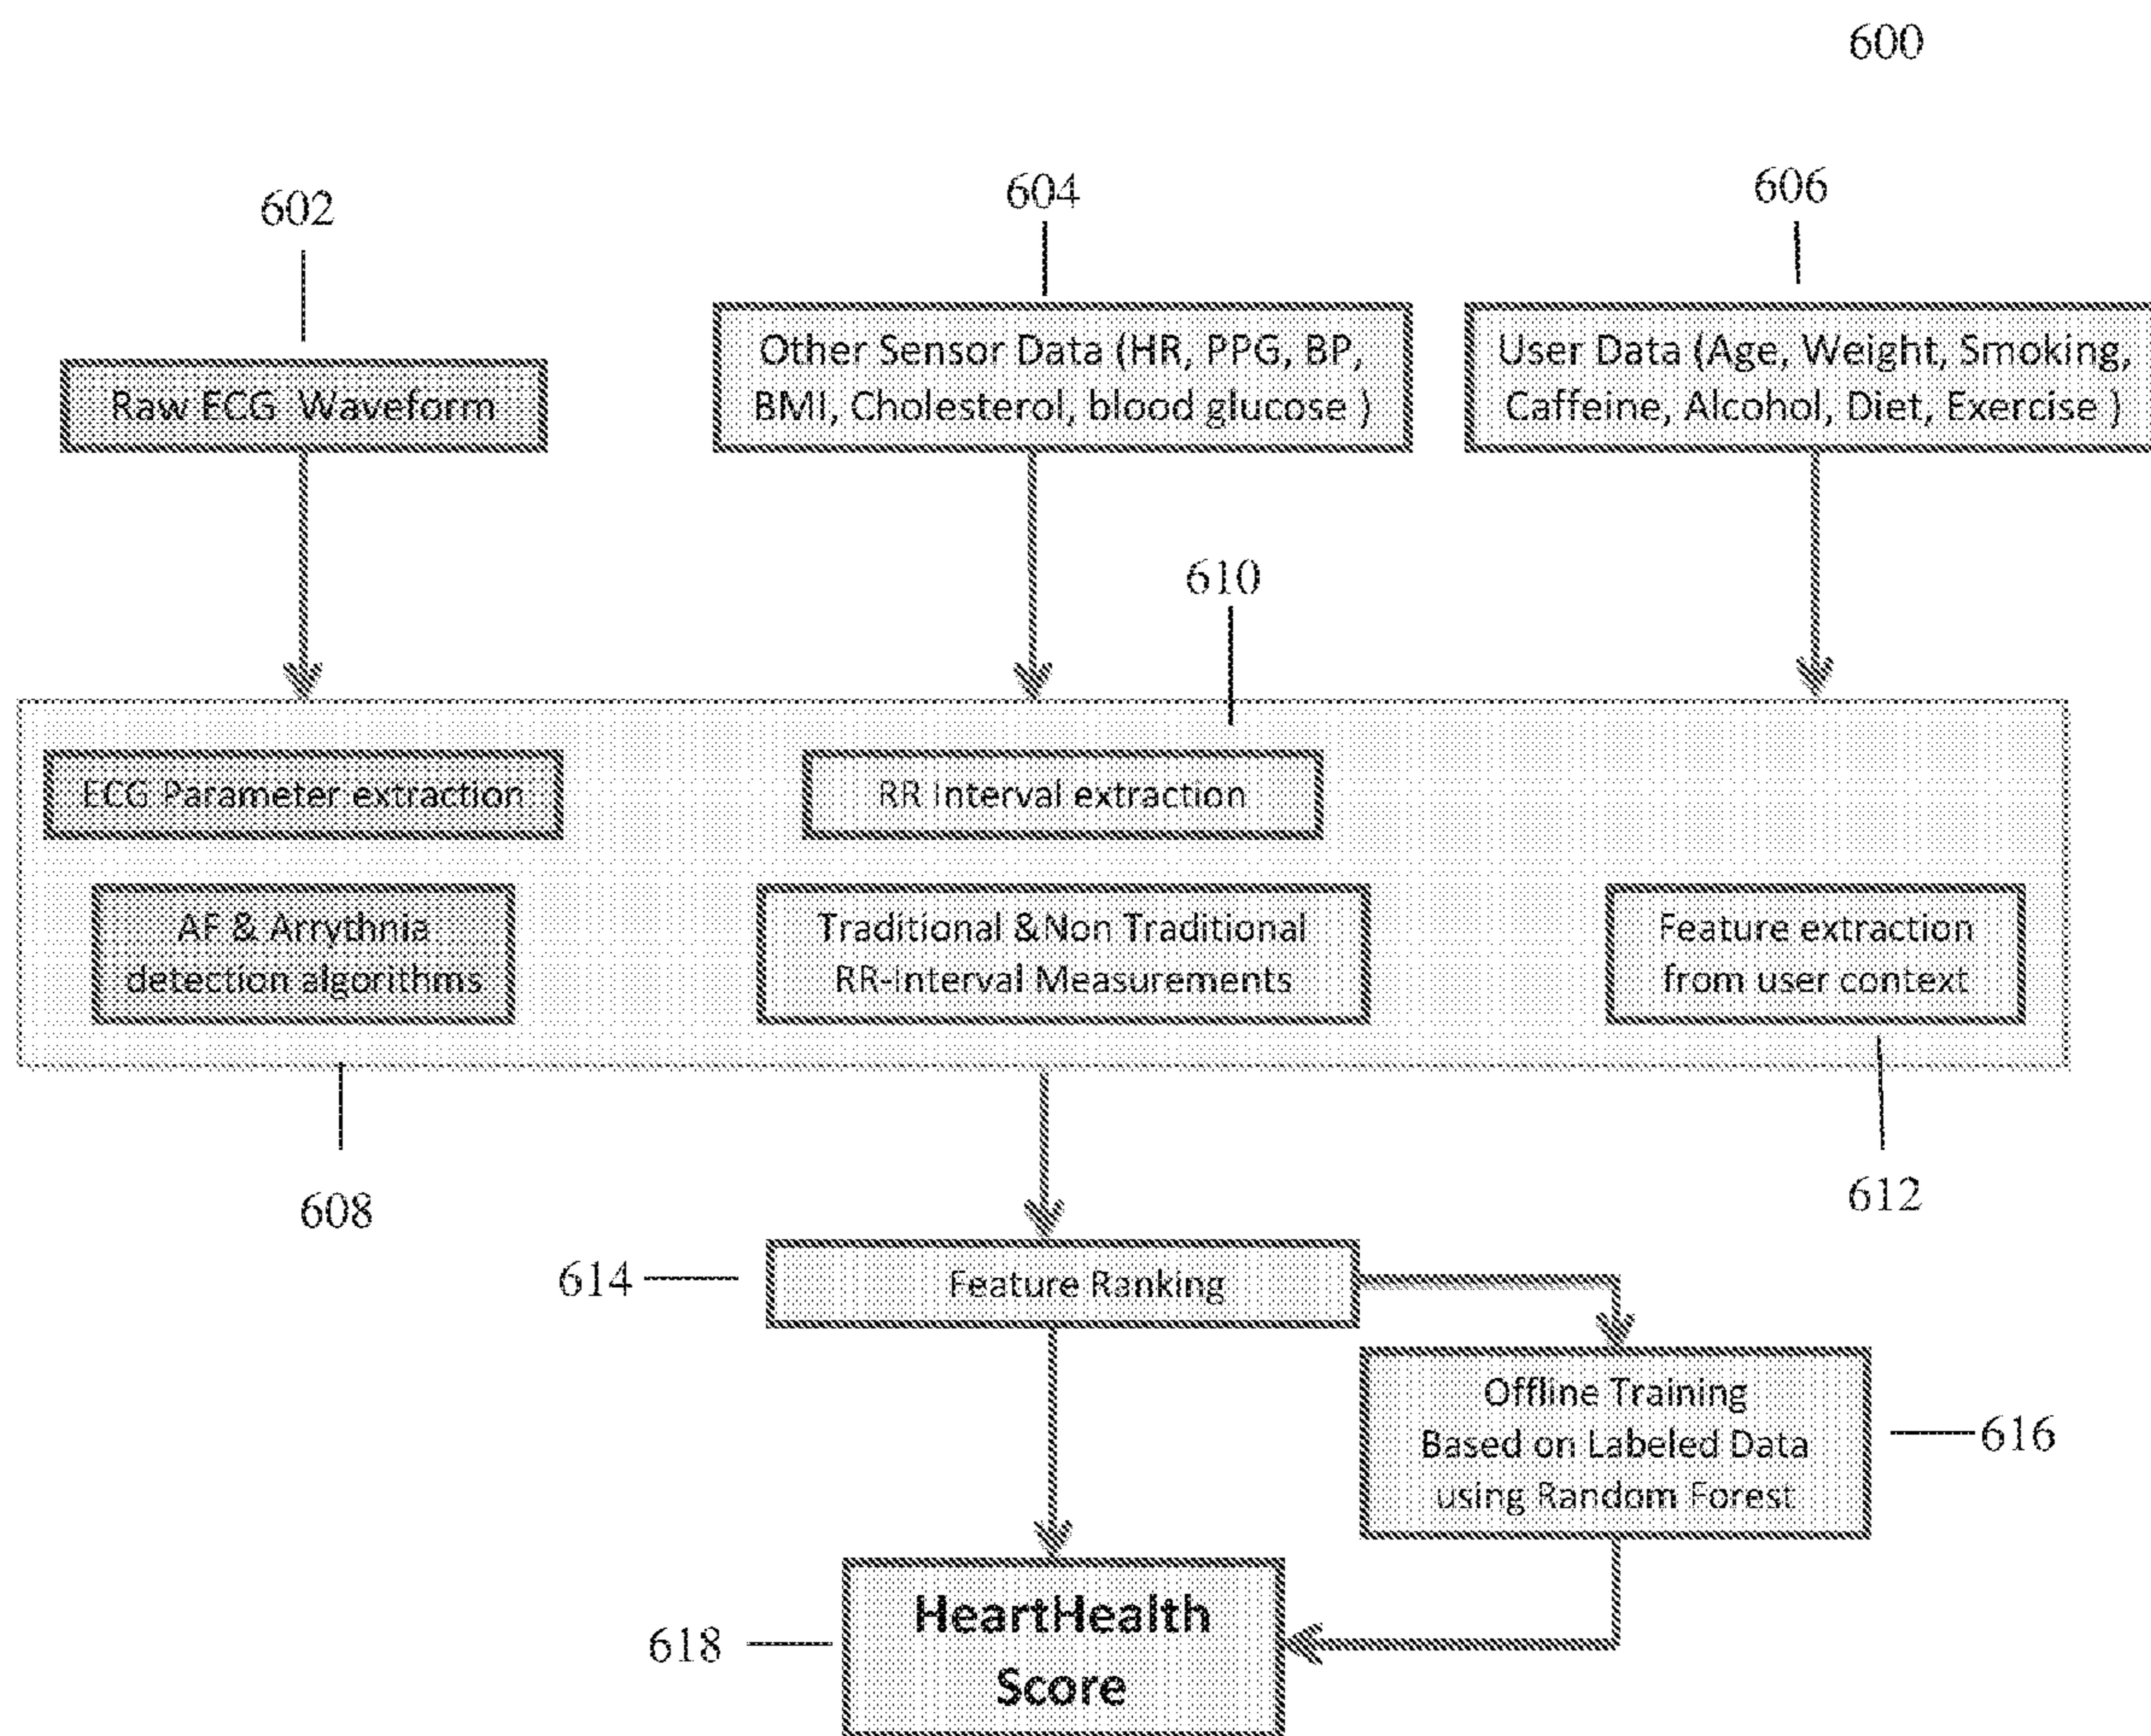 600
602
604
606
Raw ECG Waveform
Other Sensor Data (HR, PPG, BP,
BMI, Cholesterol, blood glucose )
User Data (Age, Weight, Smoking,
Caffeine, Alcohol, Diet, Exercise )
610
ECG Parameter extraction
RR Interval extraction
AF & Arrythnia
detection algorithms
Traditional &Non Traditional
RR-Interval Measurements
Feature extraction
from user context
608
612
614
Feature Ranking
Offline Training
Based on Labeled Data
using Random Forest
616
618
HeartHealth
Score